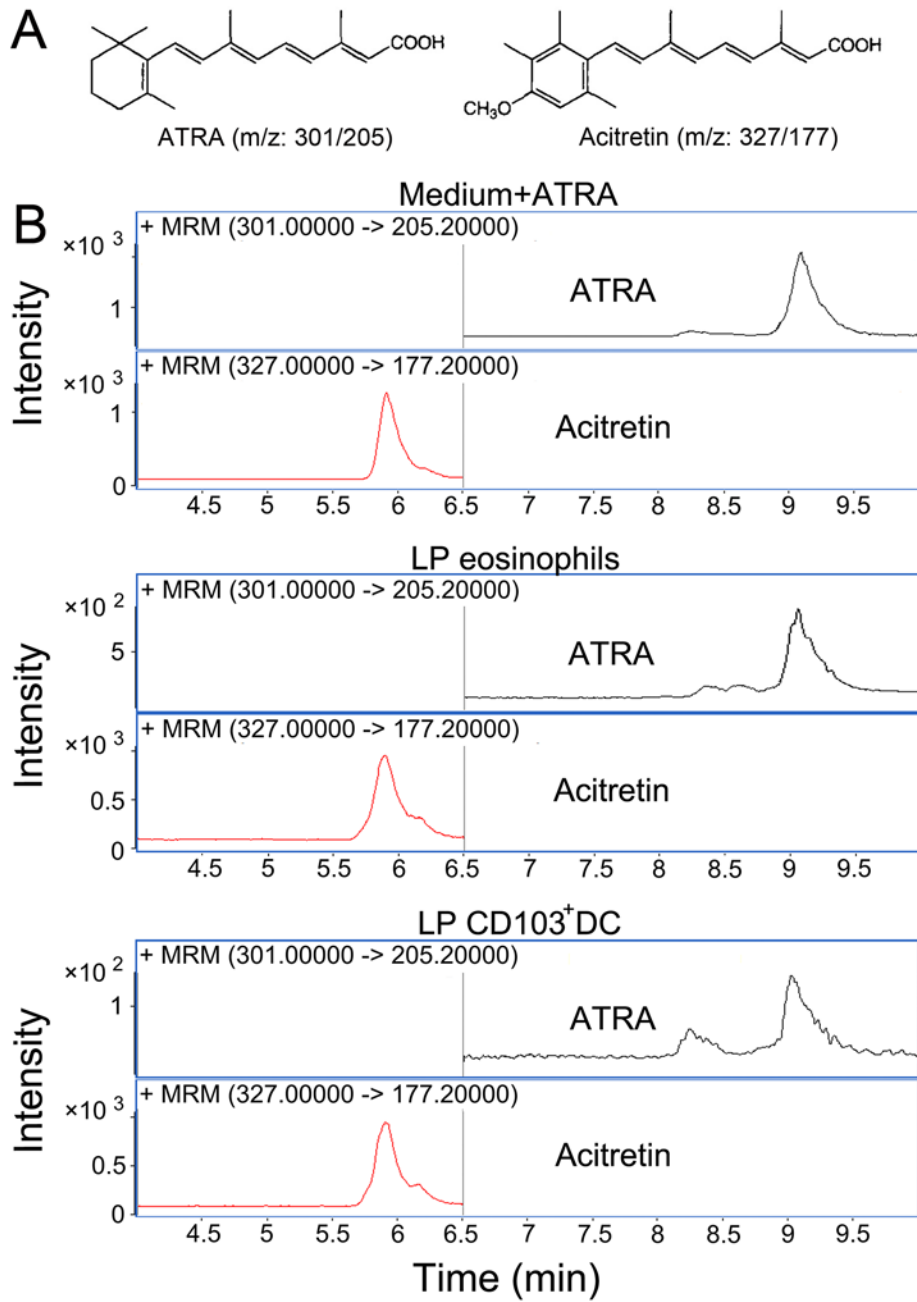 A
COOH
COOH
CH₃O
ATRA (m/z: 301/205)
Acitretin (m/z: 327/177)
B
Medium+ATRA
+ MRM (301.00000 -> 205.20000)
×10 3
ATRA
1
Intensity
+ MRM (327.00000 -> 177.20000)
×10 3
1
Acitretin
0
4.5 5 5.5 6 6.5 7 7.5 8 8.5 9 9.5
LP eosinophils
+ MRM (301.00000 -> 205.20000)
×10 2
5
ATRA
Intensity
+ MRM (327.00000 -> 177.20000)
×10 3
0.5
Acitretin
0
4.5 5 5.5 6 6.5 7 7.5 8 8.5 9 9.5
LP CD103⁺DC
+ MRM (301.00000 -> 205.20000)
×10 2
1
ATRA
Intensity
+ MRM (327.00000 -> 177.20000)
×10 3
Acitretin
0.5
0
4.5 5 5.5 6 6.5 7 7.5 8 8.5 9 9.5
Time (min)